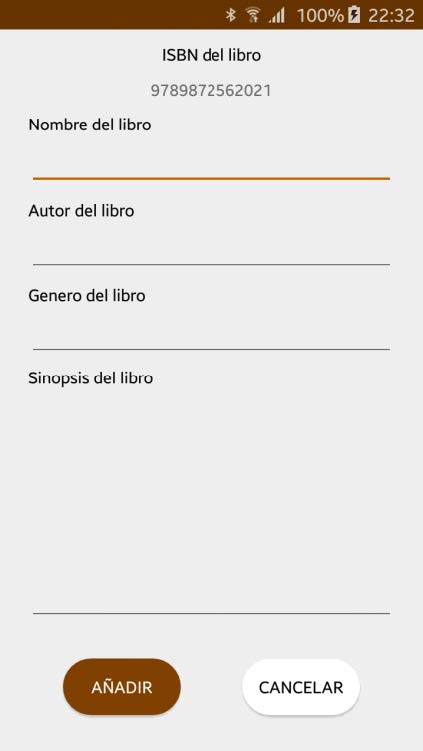 100% 22:32
ISBN del libro
9789872562021
Nombre del libro
Autor del libro
Genero del libro
Sinopsis del libro
AÑADIR CANCELAR